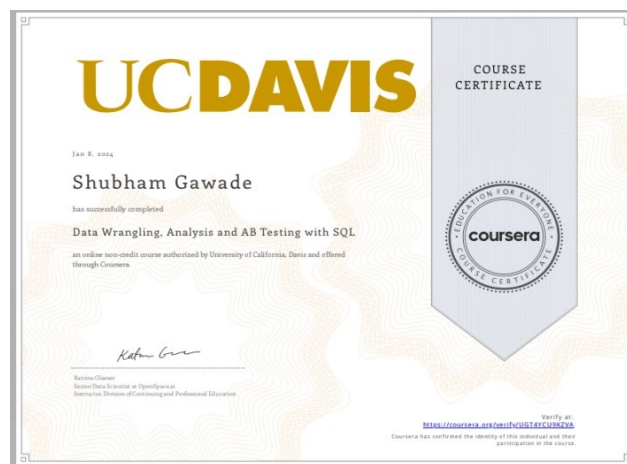 UCDAVIS
COURSE
CERTIFICATE
Jan 8, 2024
Shubham Gawade
has successfully completed
Data Wrangling, Analysis and AB Testing with SQL
an online non-credit course authorized by University of California, Davis and offered
through Coursera
EDUCATION FOR EVERYONE
coursera
COURSE CERTIFICATE
Katrina Glaeser
Senior Data Scientist at OpenSpace.ai
Instructor, Division of Continuing and Professional Education
Verify at:
https://coursera.org/verify/UGT4YCU9KZVA
Coursera has confirmed the identity of this individual and their
participation in the course.